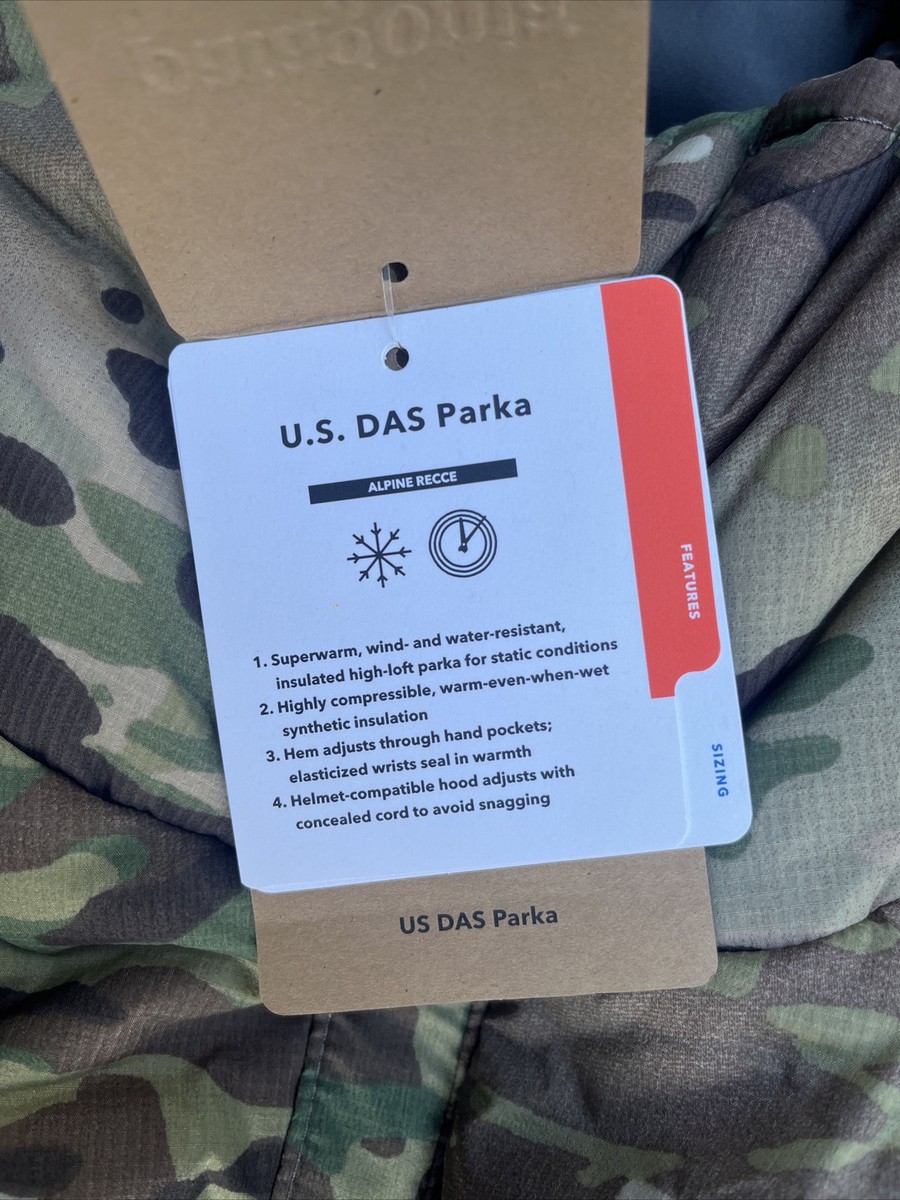 patagonia
U.S. DAS Parka
ALPINE RECCE
1. Superwarm, wind- and water-resistant,
insulated high-loft parka for static conditions
2. Highly compressible, warm-even-when-wet
synthetic insulation
3. Hem adjusts through hand pockets;
elasticized wrists seal in warmth
4. Helmet-compatible hood adjusts with
concealed cord to avoid snagging
FEATURES
SIZING
US DAS Parka